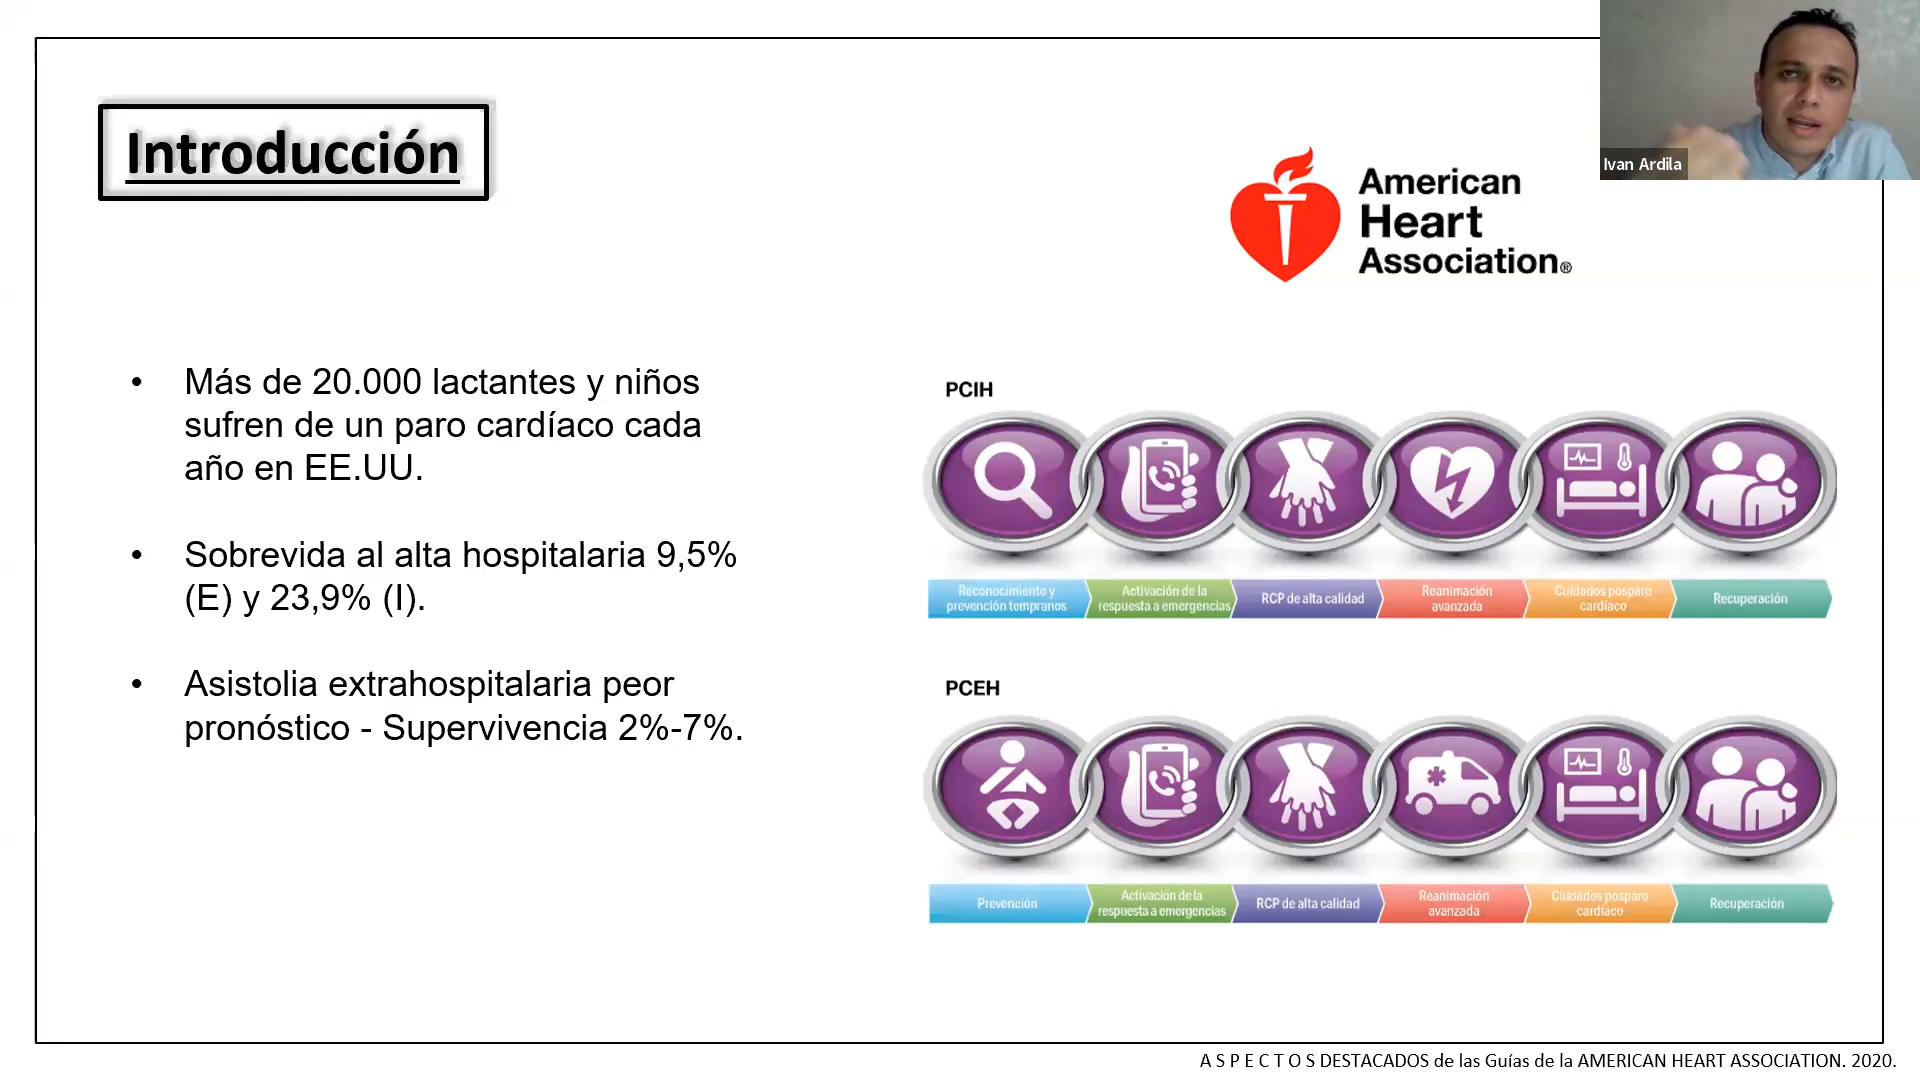 Introducción
Ivan Ardila
American
Heart
Association®
• Más de 20.000 lactantes y niños
sufren de un paro cardíaco cada
año en EE.UU.
• Sobrevida al alta hospitalaria 9,5%
(E) y 23,9% (I).
• Asistolia extrahospitalaria peor
pronóstico - Supervivencia 2%-7%.
PCIH
Reconocimiento y
prevención tempranos
Activación de la
respuesta a emergencias
RCP de alta calidad
Reanimación
avanzada
Cuidados posparo
cardíaco
Recuperación
PCEH
Prevención
Activación de la
respuesta a emergencias
RCP de alta calidad
Reanimación
avanzada
Cuidados posparo
cardíaco
Recuperación
A S P E C T O S DESTACADOS de las Guías de la AMERICAN HEART ASSOCIATION. 2020.